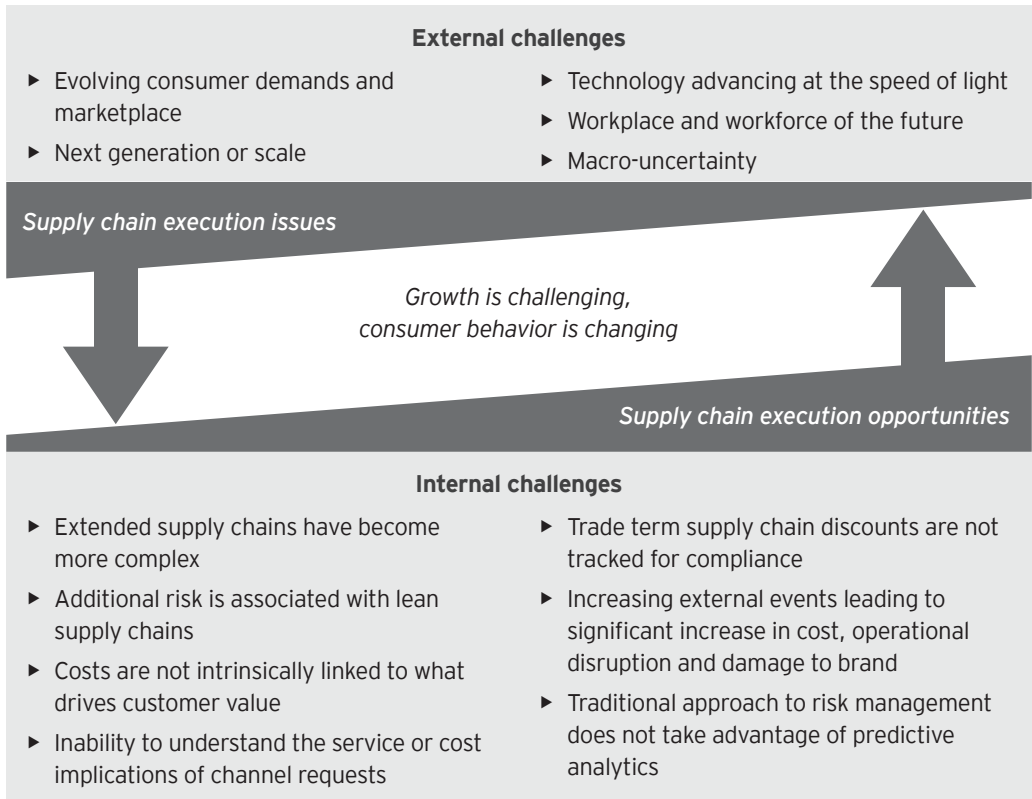 External challenges
▸ Evolving consumer demands and
marketplace
▸ Next generation or scale
▸ Technology advancing at the speed of light
▸ Workplace and workforce of the future
▸ Macro-uncertainty
Supply chain execution issues
Growth is challenging,
consumer behavior is changing
Supply chain execution opportunities
Internal challenges
▸ Extended supply chains have become
more complex
▸ Additional risk is associated with lean
supply chains
▸ Costs are not intrinsically linked to what
drives customer value
▸ Inability to understand the service or cost
implications of channel requests
▸ Trade term supply chain discounts are not
tracked for compliance
▸ Increasing external events leading to
significant increase in cost, operational
disruption and damage to brand
▸ Traditional approach to risk management
does not take advantage of predictive
analytics